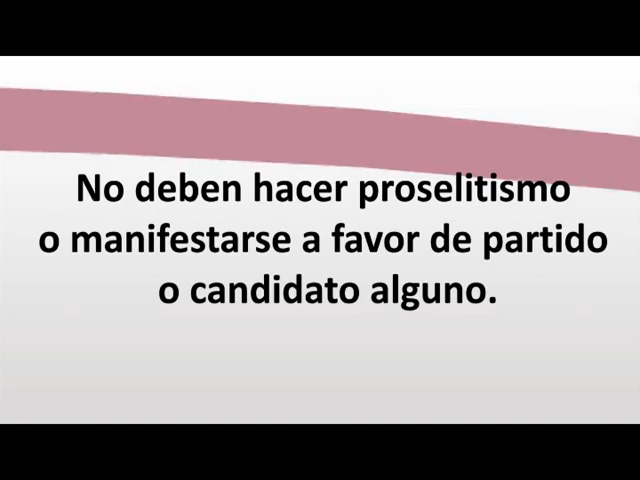 No deben hacer proselitismo
o manifestarse a favor de partido
o candidato alguno.